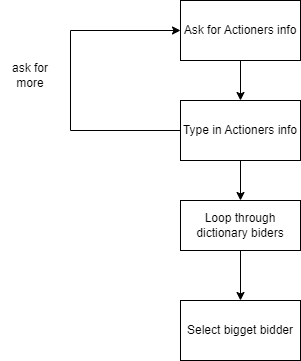 Ask for Actioners info
ask for
more
Type in Actioners info
Loop through
dictionary biders
Select bigget bidder